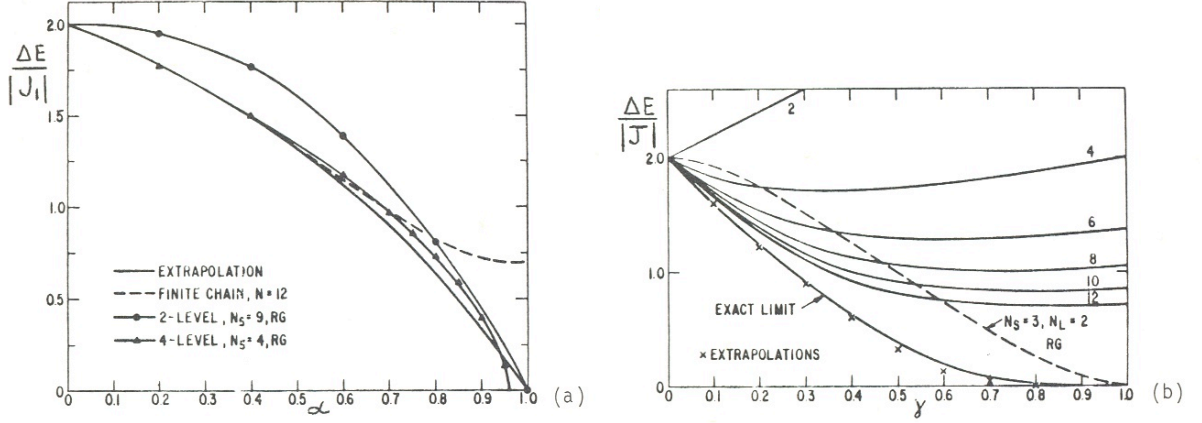 ΔE
|J₁|
2.0
1.5
1.0
0.5
0
EXTRAPOLATION
FINITE CHAIN, N=12
2-LEVEL, Nₛ=9, RG
4-LEVEL, Nₛ=4, RG
0 0.1 0.2 0.3 0.4 0.5 0.6 0.7 0.8 0.9 1.0
α
(a)
ΔE
|J|
2.0
1.0
0
2
4
6
8
10
12
EXACT LIMIT
× EXTRAPOLATIONS
Nₛ=3, N_L=2
RG
0 0.1 0.2 0.3 0.4 0.5 0.6 0.7 0.8 0.9 1.0
γ
(b)